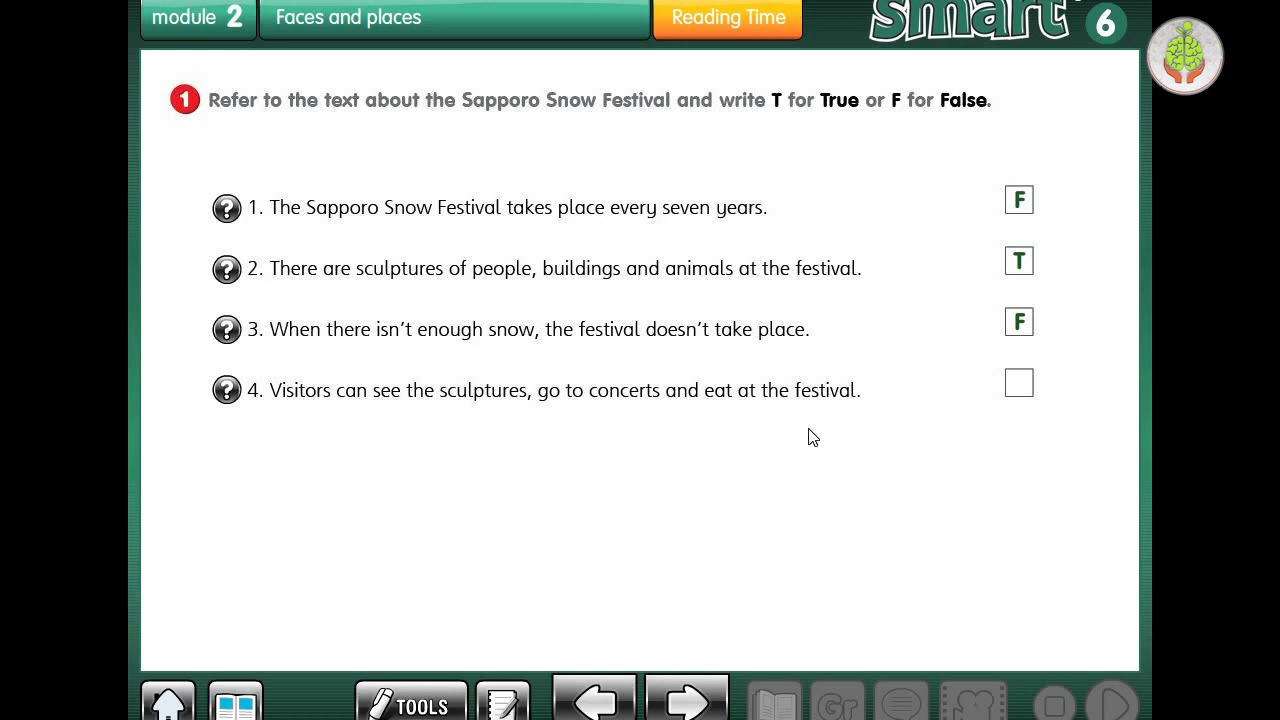 module 2 Faces and places Reading Time smart 6
1 Refer to the text about the Sapporo Snow Festival and write T for True or F for False.
? 1. The Sapporo Snow Festival takes place every seven years. F
? 2. There are sculptures of people, buildings and animals at the festival. T
? 3. When there isn't enough snow, the festival doesn't take place. F
? 4. Visitors can see the sculptures, go to concerts and eat at the festival.
TOOLS Gr